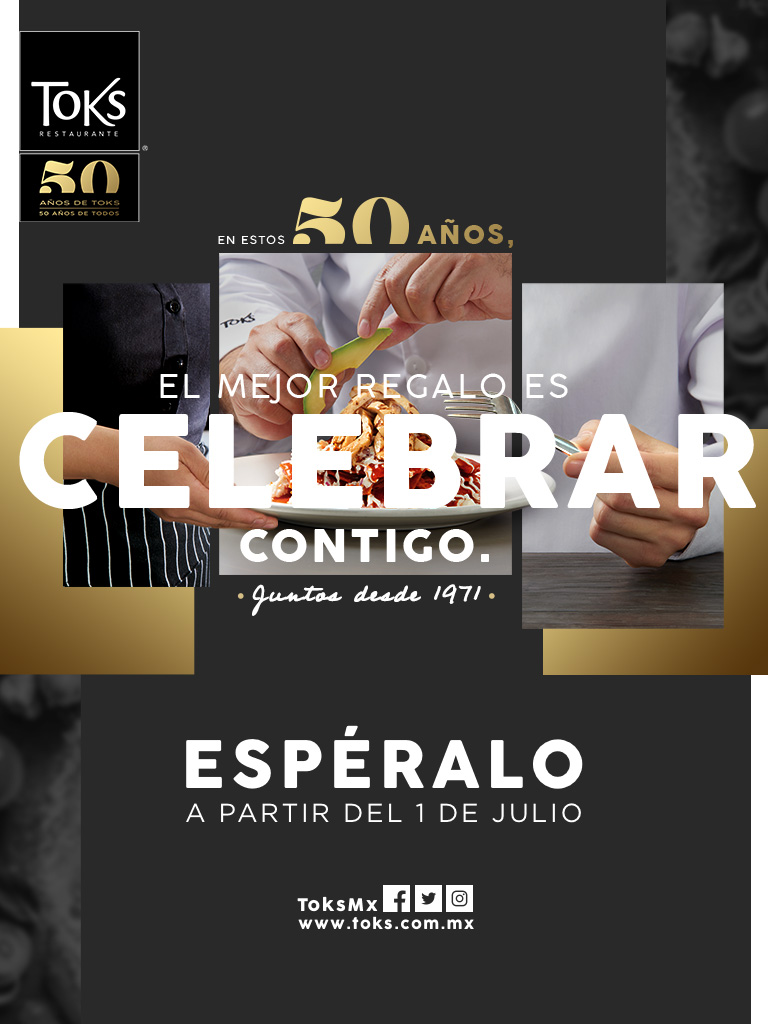 TOKS
RESTAURANTE
®
50
AÑOS DE TOKS
50 AÑOS DE TODOS
EN ESTOS 50 AÑOS,
TOKS
EL MEJOR REGALO ES
CELEBRAR
CONTIGO.
• Juntos desde 1971 •
ESPÉRALO
A PARTIR DEL 1 DE JULIO
ToksMx
www.toks.com.mx